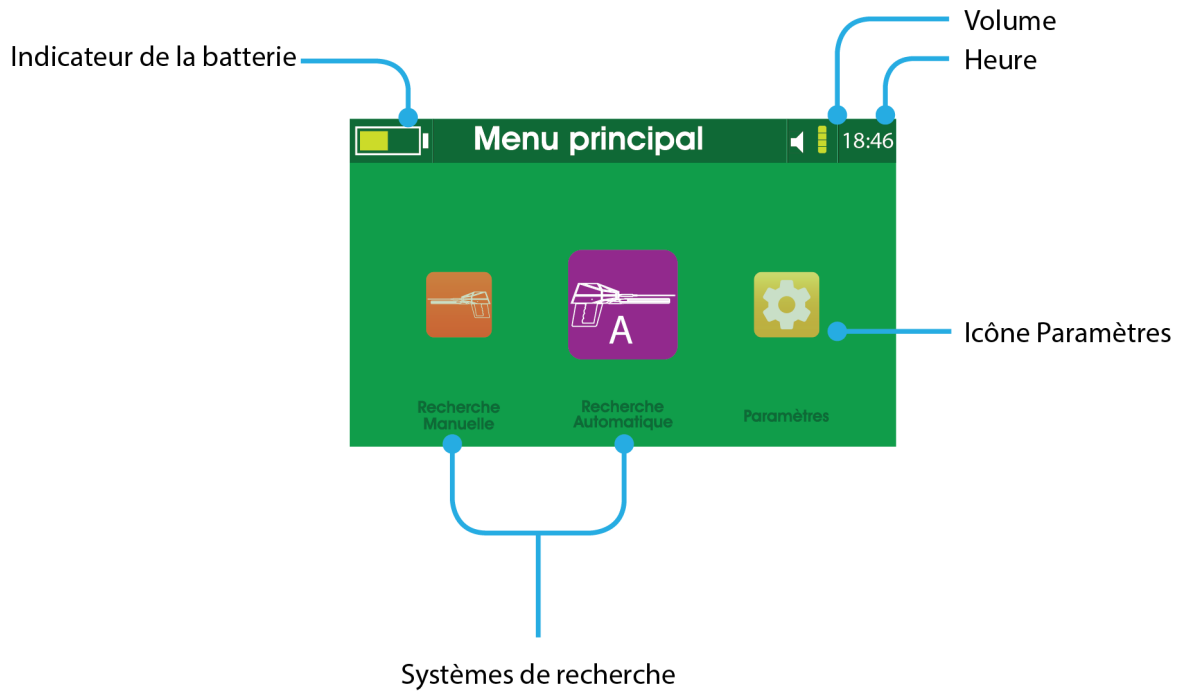 Volume
Indicateur de la batterie
Heure
Menu principal
18:46
A
Recherche
Manuelle
Recherche
Automatique
Paramètres
Icône Paramètres
Systèmes de recherche